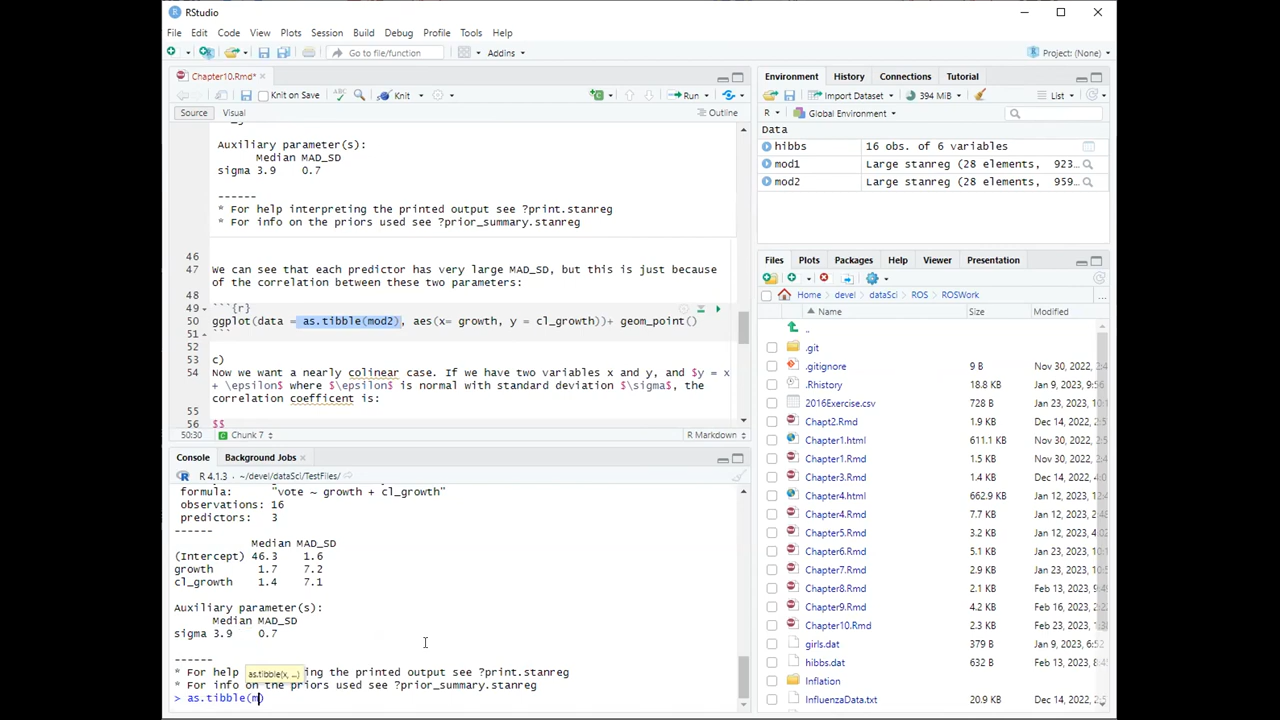 RStudio
File Edit Code View Plots Session Build Debug Profile Tools Help
Go to file/function
Addins
Project: (None)
Chapter10.Rmd*
Knit on Save
Knit
Run
Source Visual
Outline
Auxiliary parameter(s):
Median MAD_SD
sigma 3.9 0.7
------
* For help interpreting the printed output see ?print.stanreg
* For info on the priors used see ?prior_summary.stanreg
46
47 We can see that each predictor has very large MAD_SD, but this is just because
of the correlation between these two parameters:
48
49 ```{r}
50 ggplot(data = as.tibble(mod2), aes(x= growth, y = cl_growth))+ geom_point()
51 ```
52
53 c)
54 Now we want a nearly colinear case. If we have two variables x and y, and $y = x
+ \epsilon$ where $\epsilon$ is normal with standard deviation $\sigma$, the
correlation coefficent is:
55
56 $$
50:30 Chunk 7 R Markdown
Console Background Jobs
R 4.1.3 · ~/devel/dataSci/TestFiles/
formula: "vote ~ growth + cl_growth"
observations: 16
predictors: 3
------
Median MAD_SD
(Intercept) 46.3 1.6
growth 1.7 7.2
cl_growth 1.4 7.1
Auxiliary parameter(s):
Median MAD_SD
sigma 3.9 0.7
------
* For help ing the printed output see ?print.stanreg
as.tibble(x, ...)
* For info on the priors used see ?prior_summary.stanreg
> as.tibble(m)
Environment History Connections Tutorial
Import Dataset 394 MiB List
R Global Environment
Data
hibbs 16 obs. of 6 variables
mod1 Large stanreg (28 elements, 923…
mod2 Large stanreg (28 elements, 959…
Files Plots Packages Help Viewer Presentation
Home devel dataSci ROS ROSWork ...
Name Size Modified
..
.git
.gitignore 9 B Nov 30, 2022, 2:
.Rhistory 18.8 KB Jan 9, 2023, 9:56
2016Exercise.csv 728 B Jan 23, 2023, 10:
Chapt2.Rmd 1.9 KB Dec 14, 2022,
Chapter1.html 611.1 KB Nov 30, 2022,
Chapter1.Rmd 1.5 KB Nov 30, 2022,
Chapter3.Rmd 1.4 KB Dec 14, 2022,
Chapter4.html 662.9 KB Jan 12, 2023,
Chapter4.Rmd 7.7 KB Jan 12, 2023,
Chapter5.Rmd 3.2 KB Jan 12, 2023,
Chapter6.Rmd 5.1 KB Jan 23, 2023,
Chapter7.Rmd 2.9 KB Jan 23, 2023,
Chapter8.Rmd 2.1 KB Feb 13, 2023,
Chapter9.Rmd 4.2 KB Feb 16, 2023,
Chapter10.Rmd 2.3 KB Feb 23, 2023,
girls.dat 379 B Jan 9, 2023,
hibbs.dat 632 B Jan 23, 2023,
Inflation
InfluenzaData.txt 20.9 KB Jan 23, 2023,